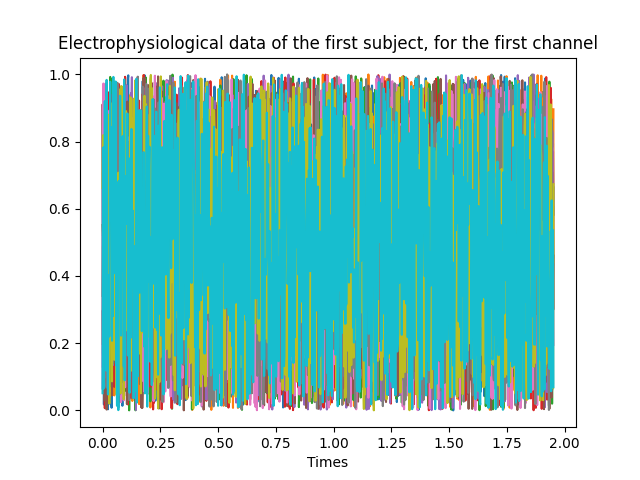 Electrophysiological data of the first subject, for the first channel
1.0
0.8
0.6
0.4
0.2
0.0
0.00 0.25 0.50 0.75 1.00 1.25 1.50 1.75 2.00
Times